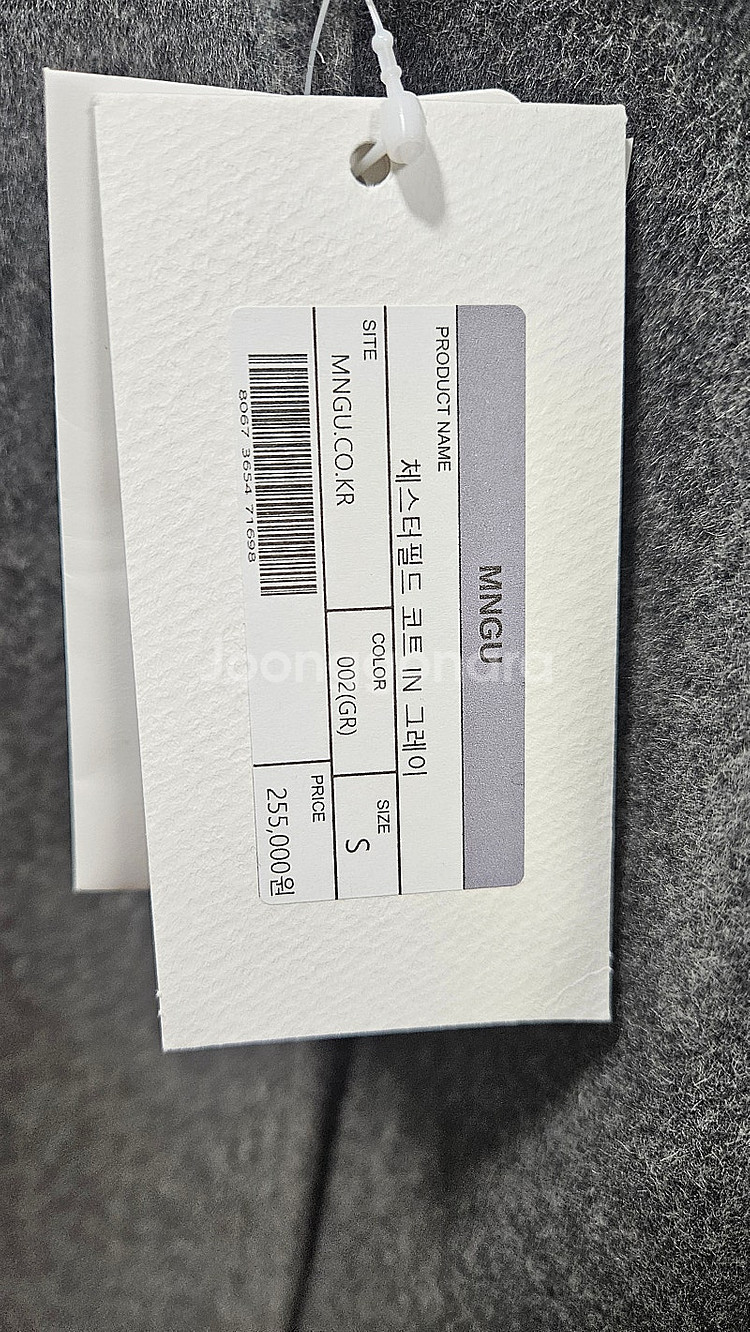 MNGU
PRODUCT NAME
체스터필드 코트 IN 그레이
SITE
MNGU.CO.KR
COLOR
002(GR)
SIZE
S
8067 3654 71698
PRICE
255,000원
Joonggonara